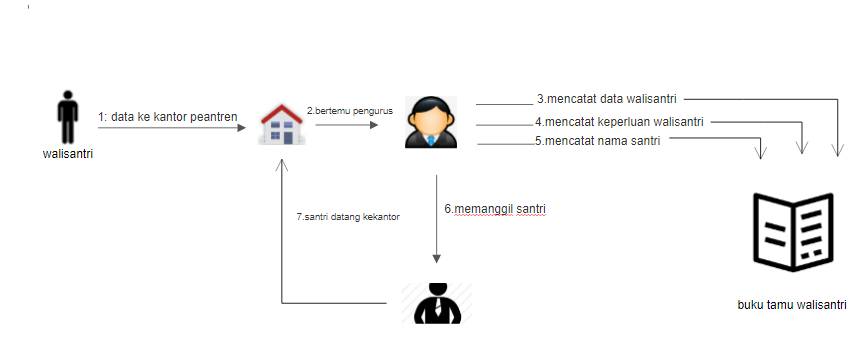 3.mencatat data walisantri
2.bertemu pengurus
1: data ke kantor peantren
4.mencatat keperluan walisantri
5.mencatat nama santri
walisantri
6.memanggil santri
7.santri datang kekantor
buku tamu walisantri